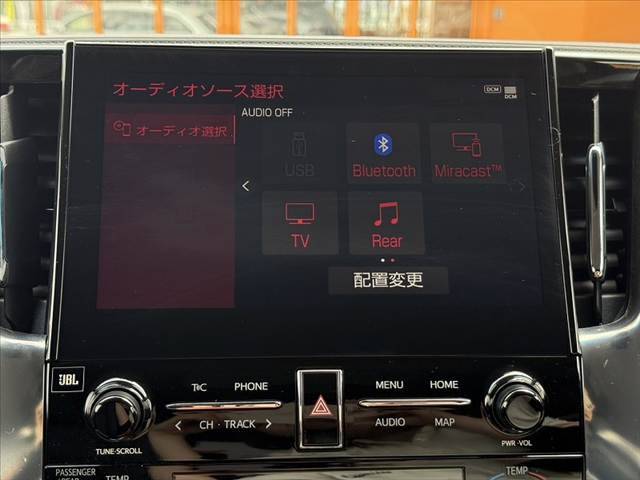 オーディオソース選択
DCM
DCM
AUDIO OFF
オーディオ選択
USB
Bluetooth
Miracast™
TV
Rear
配置変更
JBL
T&C
PHONE
MENU
HOME
CH · TRACK
AUDIO
MAP
TUNE·SCROLL
PWR·VOL
PASSENGER
TEMP
TEMP